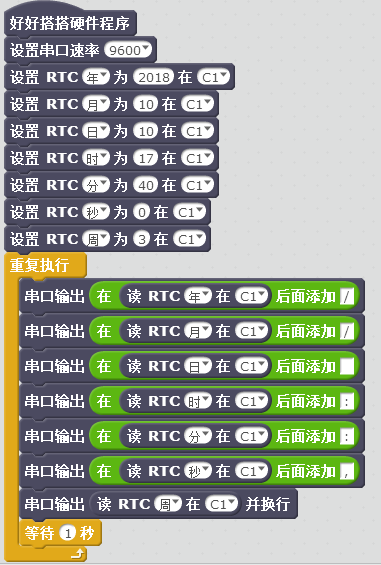 好好搭搭硬件程序
设置串口速率 9600
设置 RTC 年 为 2018 在 C1
设置 RTC 月 为 10 在 C1
设置 RTC 日 为 10 在 C1
设置 RTC 时 为 17 在 C1
设置 RTC 分 为 40 在 C1
设置 RTC 秒 为 0 在 C1
设置 RTC 周 为 3 在 C1
重复执行
串口输出 在 读 RTC 年 在 C1 后面添加 /
串口输出 在 读 RTC 月 在 C1 后面添加 /
串口输出 在 读 RTC 日 在 C1 后面添加
串口输出 在 读 RTC 时 在 C1 后面添加 :
串口输出 在 读 RTC 分 在 C1 后面添加 :
串口输出 在 读 RTC 秒 在 C1 后面添加 ,
串口输出 读 RTC 周 在 C1 并换行
等待 1 秒